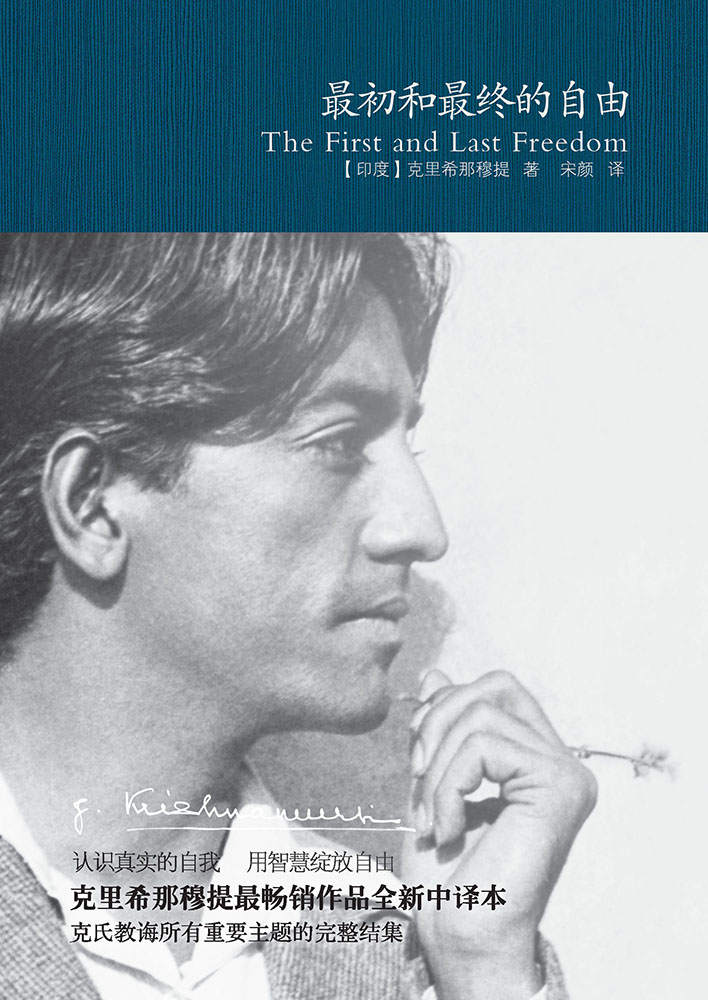 最初和最终的自由
The First and Last Freedom
【印度】克里希那穆提 著 宋颜 译
J. Krishnamurti
认识真实的自我 用智慧绽放自由
克里希那穆提最畅销作品全新中译本
克氏教诲所有重要主题的完整结集